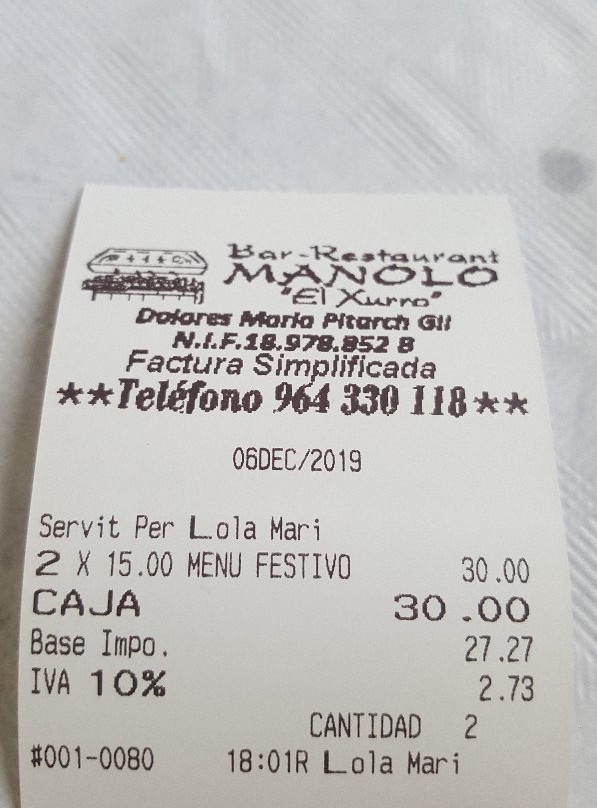 Bar-Restaurant
MANOLO
"El Xurro"
Dolores Maria Pitarch Gil
N.I.F.18.978.852 B
Factura Simplificada
**Teléfono 964 330 118**
06DEC/2019
Servit Per Lola Mari
2 X 15.00 MENU FESTIVO 30.00
CAJA 30.00
Base Impo. 27.27
IVA 10% 2.73
CANTIDAD 2
#001-0080 18:01R Lola Mari